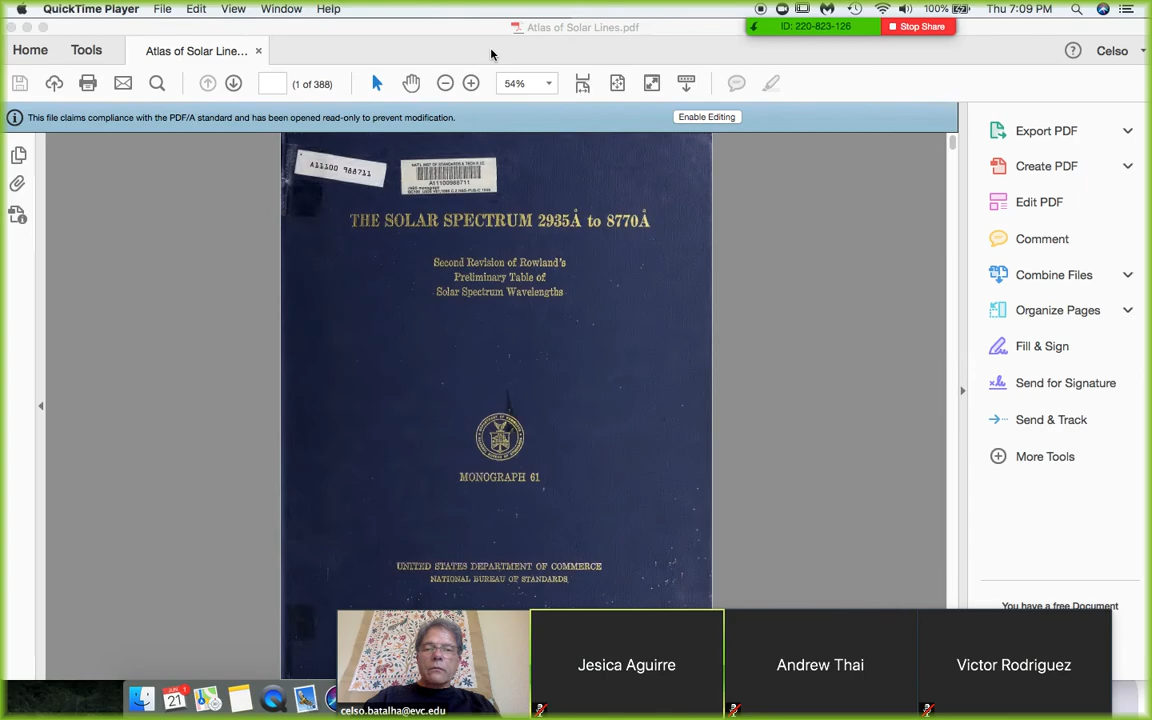 QuickTime Player File Edit View Window Help 100% Thu 7:09 PM
Atlas of Solar Lines.pdf
ID: 220-823-126 Stop Share
Home Tools Atlas of Solar Line... × Celso
(1 of 388) 54%
This file claims compliance with the PDF/A standard and has been opened read-only to prevent modification. Enable Editing
A11100 988711
A11100988711
THE SOLAR SPECTRUM 2935Å to 8770Å
Second Revision of Rowland's
Preliminary Table of
Solar Spectrum Wavelengths
MONOGRAPH 61
UNITED STATES DEPARTMENT OF COMMERCE
NATIONAL BUREAU OF STANDARDS
Export PDF
Create PDF
Edit PDF
Comment
Combine Files
Organize Pages
Fill & Sign
Send for Signature
Send & Track
More Tools
You have a free Document
celso.batalha@evc.edu
Jesica Aguirre
Andrew Thai
Victor Rodriguez
JUN
21
1